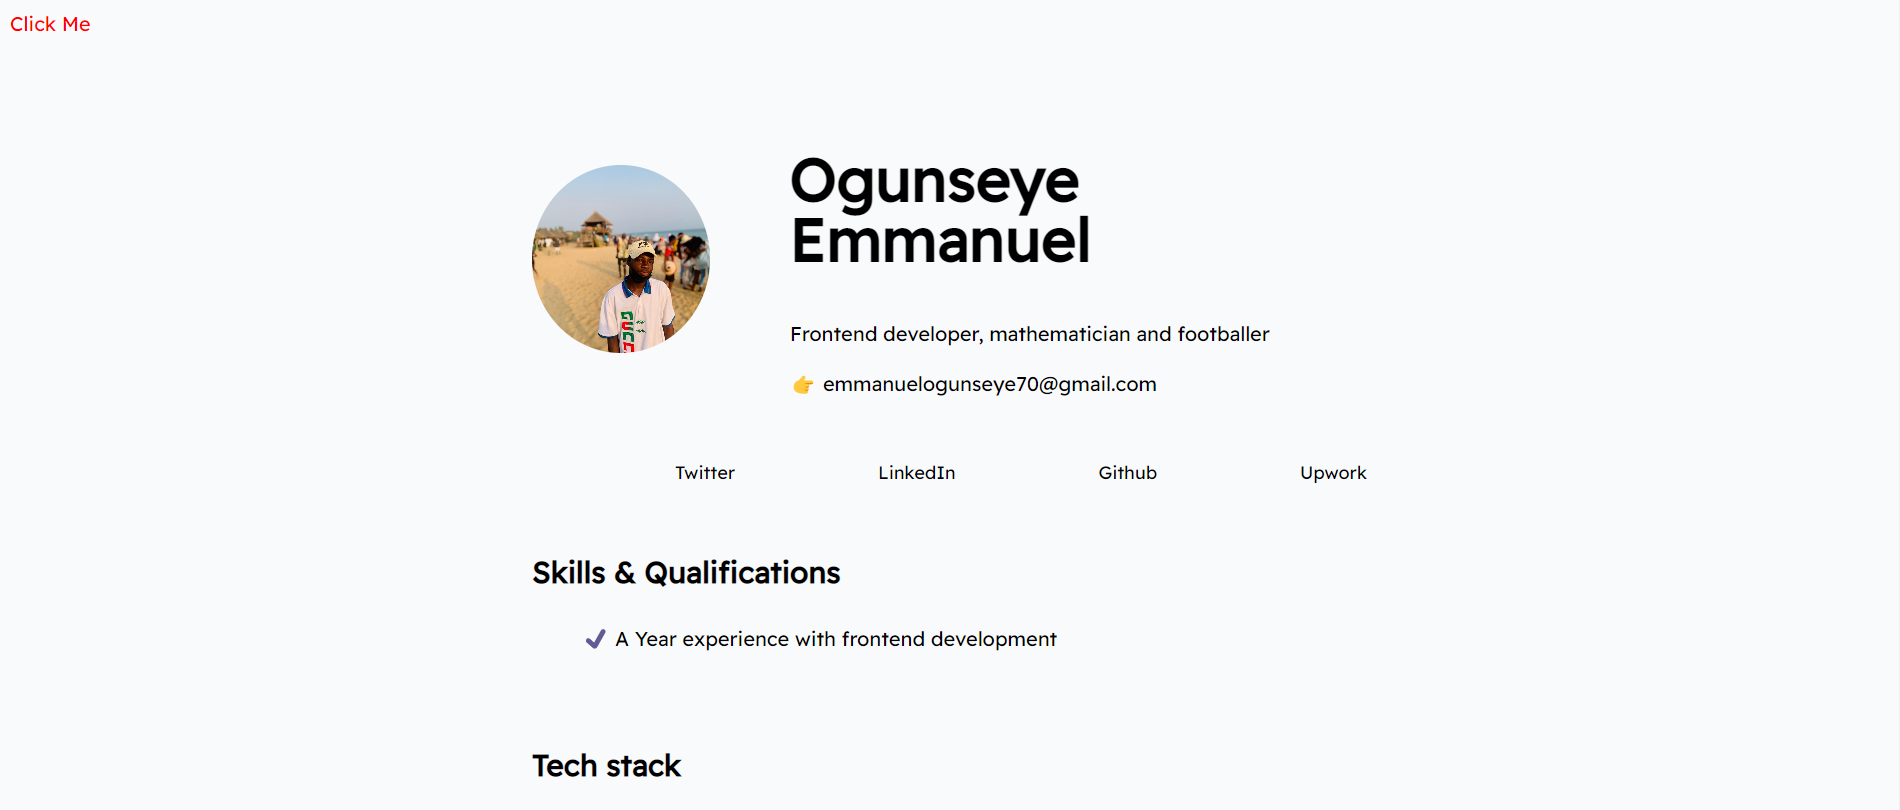 Click Me
Ogunseye
Emmanuel
Frontend developer, mathematician and footballer
👉 emmanuelogunseye70@gmail.com
Twitter LinkedIn Github Upwork
Skills & Qualifications
✔ A Year experience with frontend development
Tech stack